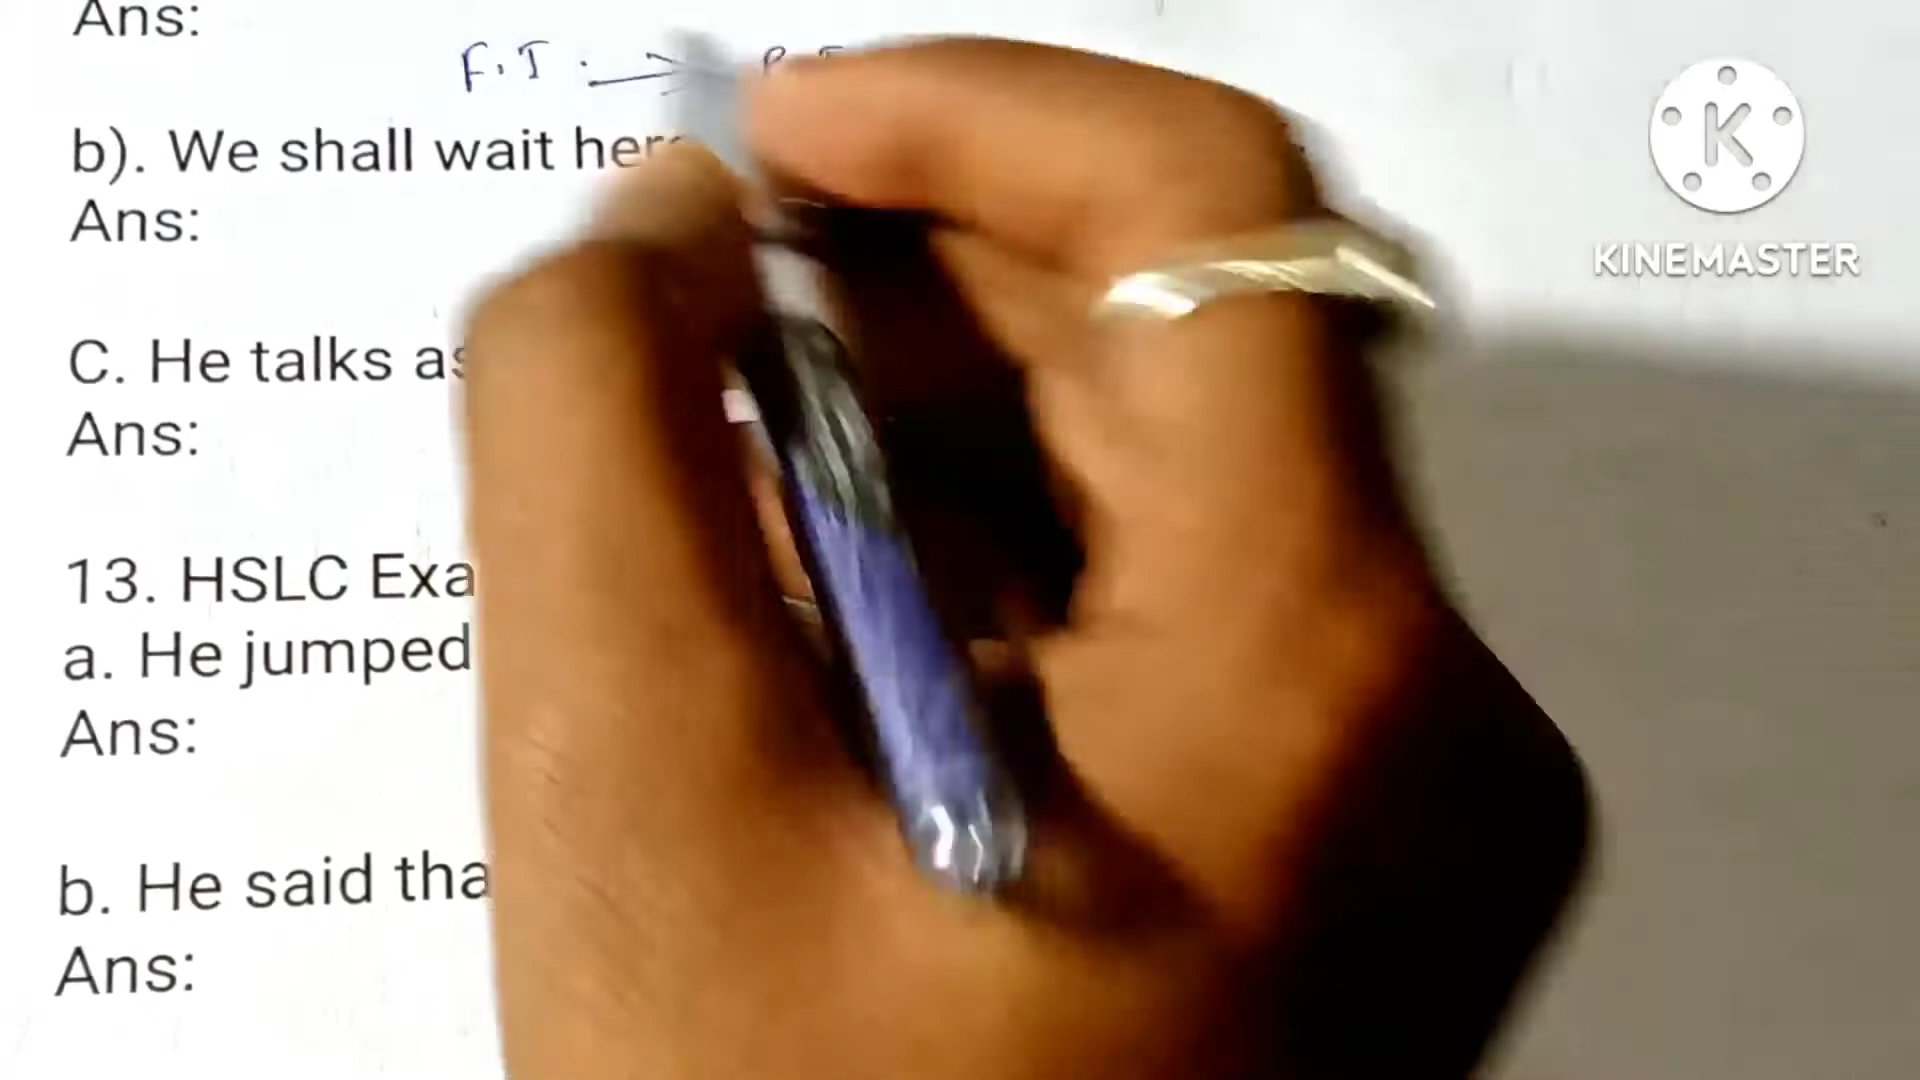 Ans:
F.T. → P.T
b). We shall wait here
Ans:
C. He talks as
Ans:
13. HSLC Exa
a. He jumped
Ans:
b. He said tha
Ans:
K
KINEMASTER